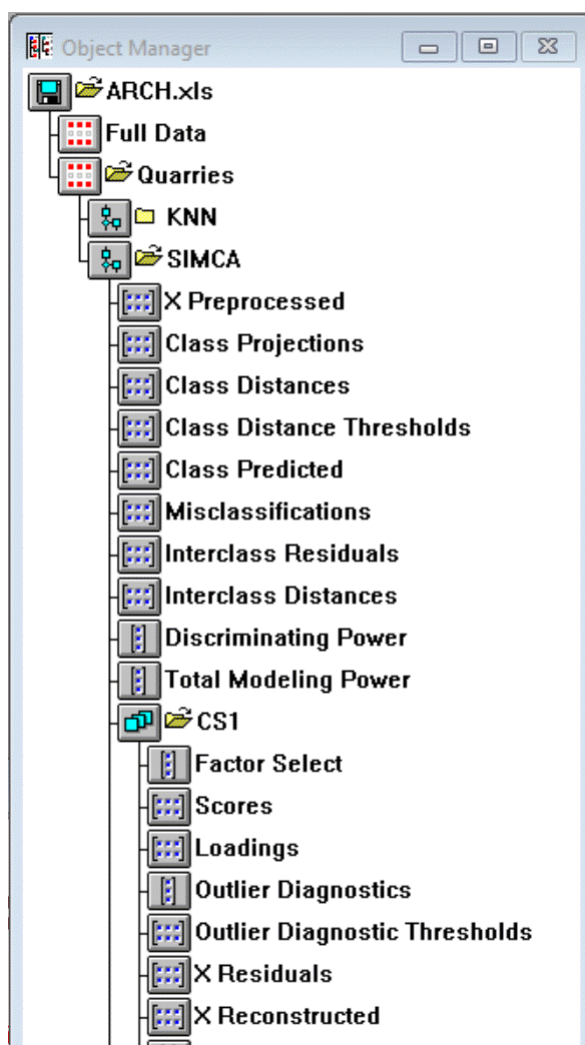 Object Manager
ARCH.xls
Full Data
Quarries
KNN
SIMCA
X Preprocessed
Class Projections
Class Distances
Class Distance Thresholds
Class Predicted
Misclassifications
Interclass Residuals
Interclass Distances
Discriminating Power
Total Modeling Power
CS1
Factor Select
Scores
Loadings
Outlier Diagnostics
Outlier Diagnostic Thresholds
X Residuals
X Reconstructed